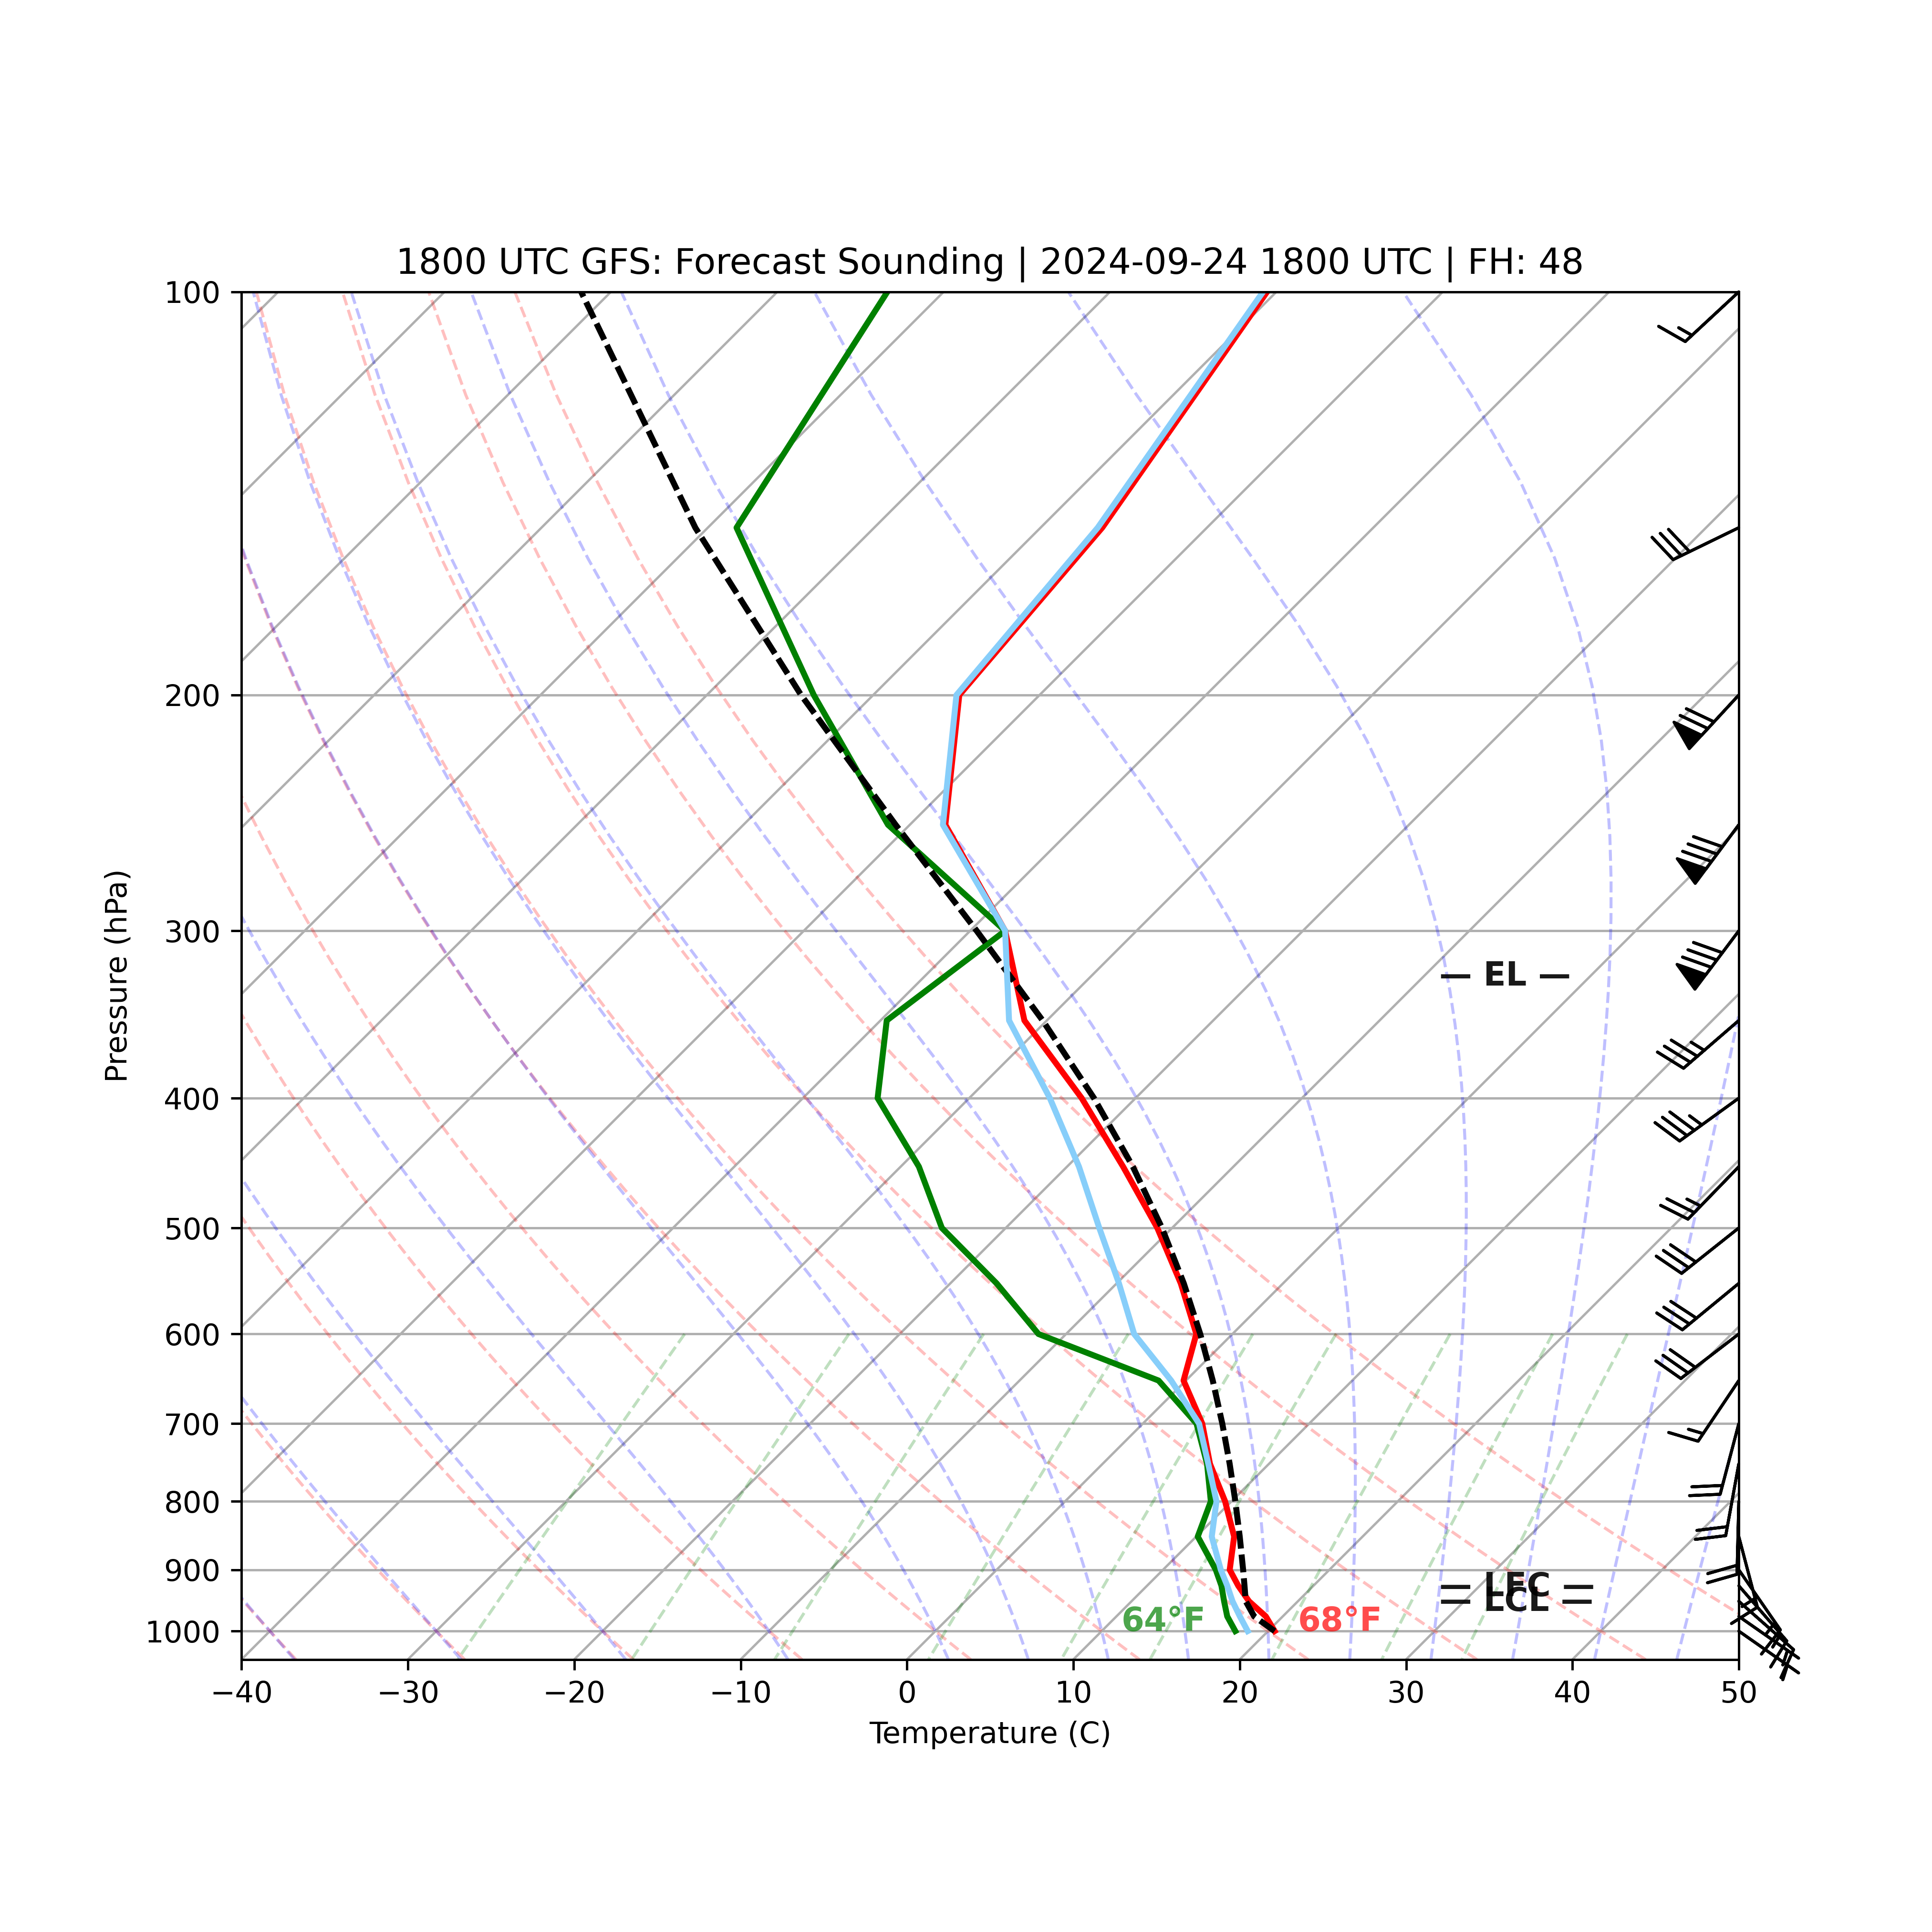 1800 UTC GFS: Forecast Sounding | 2024-09-24 1800 UTC | FH: 48
100
200
300
400
500
600
700
800
900
1000
Pressure (hPa)
— EL —
— LFC —
— LCL —
64°F
68°F
−40
−30
−20
−10
0
10
20
30
40
50
Temperature (C)